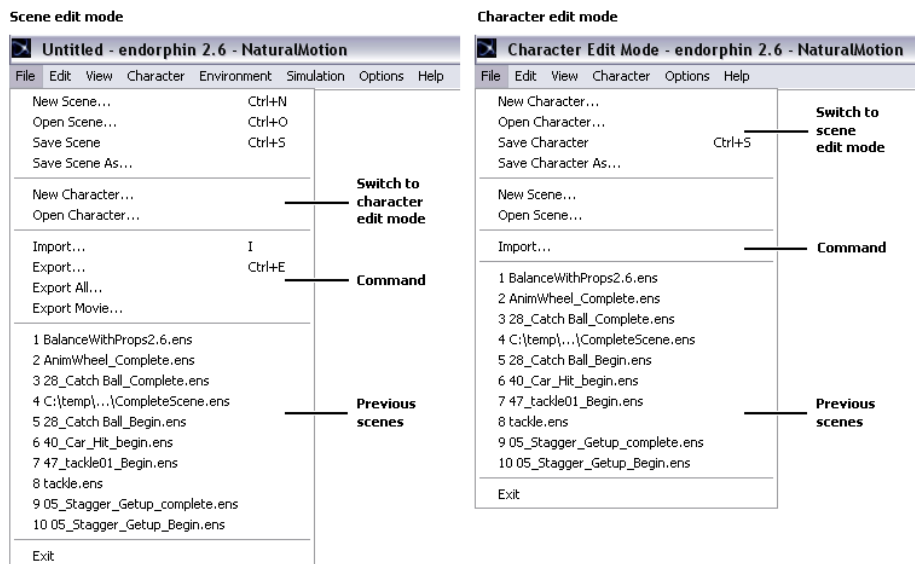 Scene edit mode
Untitled - endorphin 2.6 - NaturalMotion
File Edit View Character Environment Simulation Options Help
New Scene... Ctrl+N
Open Scene... Ctrl+O
Save Scene Ctrl+S
Save Scene As...
New Character...
Open Character...
Switch to
character
edit mode
Import... I
Export... Ctrl+E
Export All...
Export Movie...
Command
1 BalanceWithProps2.6.ens
2 AnimWheel_Complete.ens
3 28_Catch Ball_Complete.ens
4 C:\temp\...\CompleteScene.ens
5 28_Catch Ball_Begin.ens
6 40_Car_Hit_begin.ens
7 47_tackle01_Begin.ens
8 tackle.ens
9 05_Stagger_Getup_complete.ens
10 05_Stagger_Getup_Begin.ens
Previous
scenes
Exit
Character edit mode
Character Edit Mode - endorphin 2.6 - NaturalMotion
File Edit View Character Options Help
New Character...
Open Character...
Save Character Ctrl+S
Save Character As...
Switch to
scene
edit mode
New Scene...
Open Scene...
Import...
Command
1 BalanceWithProps2.6.ens
2 AnimWheel_Complete.ens
3 28_Catch Ball_Complete.ens
4 C:\temp\...\CompleteScene.ens
5 28_Catch Ball_Begin.ens
6 40_Car_Hit_begin.ens
7 47_tackle01_Begin.ens
8 tackle.ens
9 05_Stagger_Getup_complete.ens
10 05_Stagger_Getup_Begin.ens
Previous
scenes
Exit